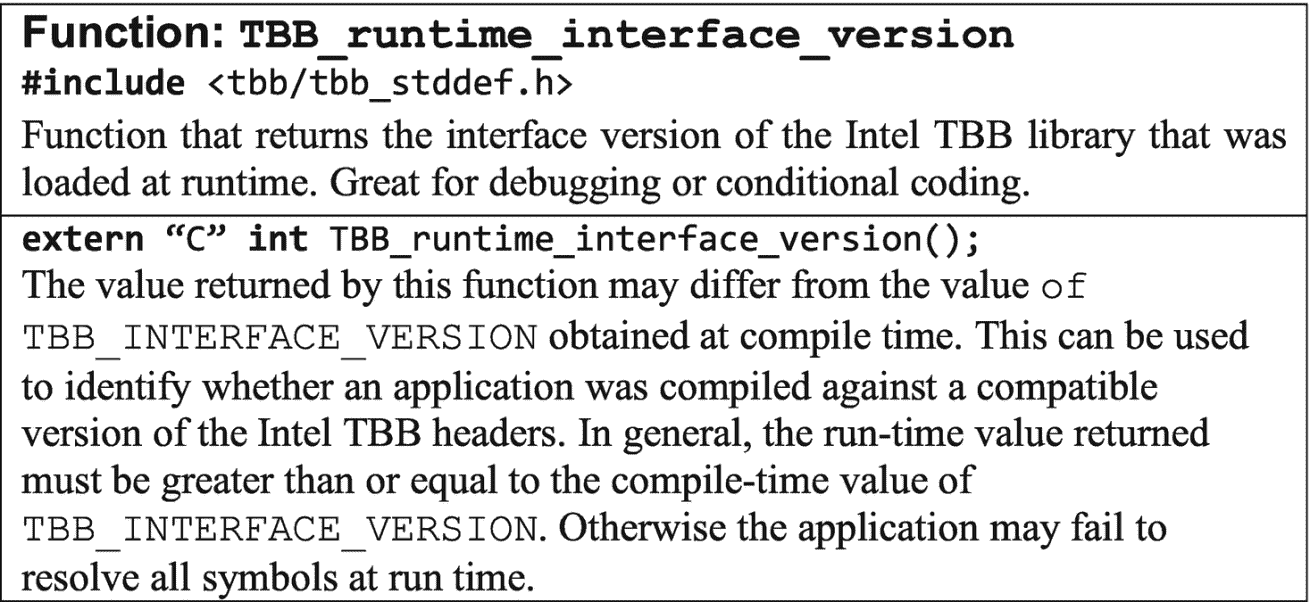 Function: TBB_runtime_interface_version
#include <tbb/tbb_stddef.h>
Function that returns the interface version of the Intel TBB library that was
loaded at runtime. Great for debugging or conditional coding.
extern “C” int TBB_runtime_interface_version();
The value returned by this function may differ from the value of
TBB_INTERFACE_VERSION obtained at compile time. This can be used
to identify whether an application was compiled against a compatible
version of the Intel TBB headers. In general, the run-time value returned
must be greater than or equal to the compile-time value of
TBB_INTERFACE_VERSION. Otherwise the application may fail to
resolve all symbols at run time.